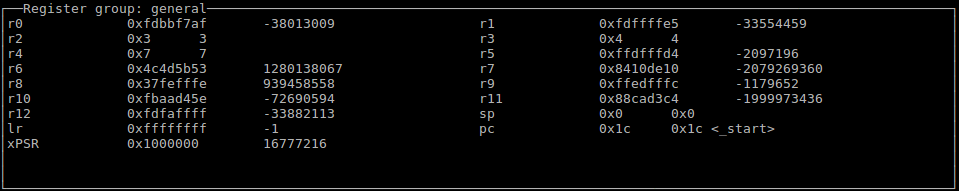 Register group: general
r0 0xfdbbf7af -38013009 r1 0xfdffffe5 -33554459
r2 0x3 3 r3 0x4 4
r4 0x7 7 r5 0xffdfffd4 -2097196
r6 0x4c4d5b53 1280138067 r7 0x8410de10 -2079269360
r8 0x37fefffe 939458558 r9 0xffedfffc -1179652
r10 0xfbaad45e -72690594 r11 0x88cad3c4 -1999973436
r12 0xfdfaffff -33882113 sp 0x0 0x0
lr 0xffffffff -1 pc 0x1c 0x1c <_start>
xPSR 0x1000000 16777216